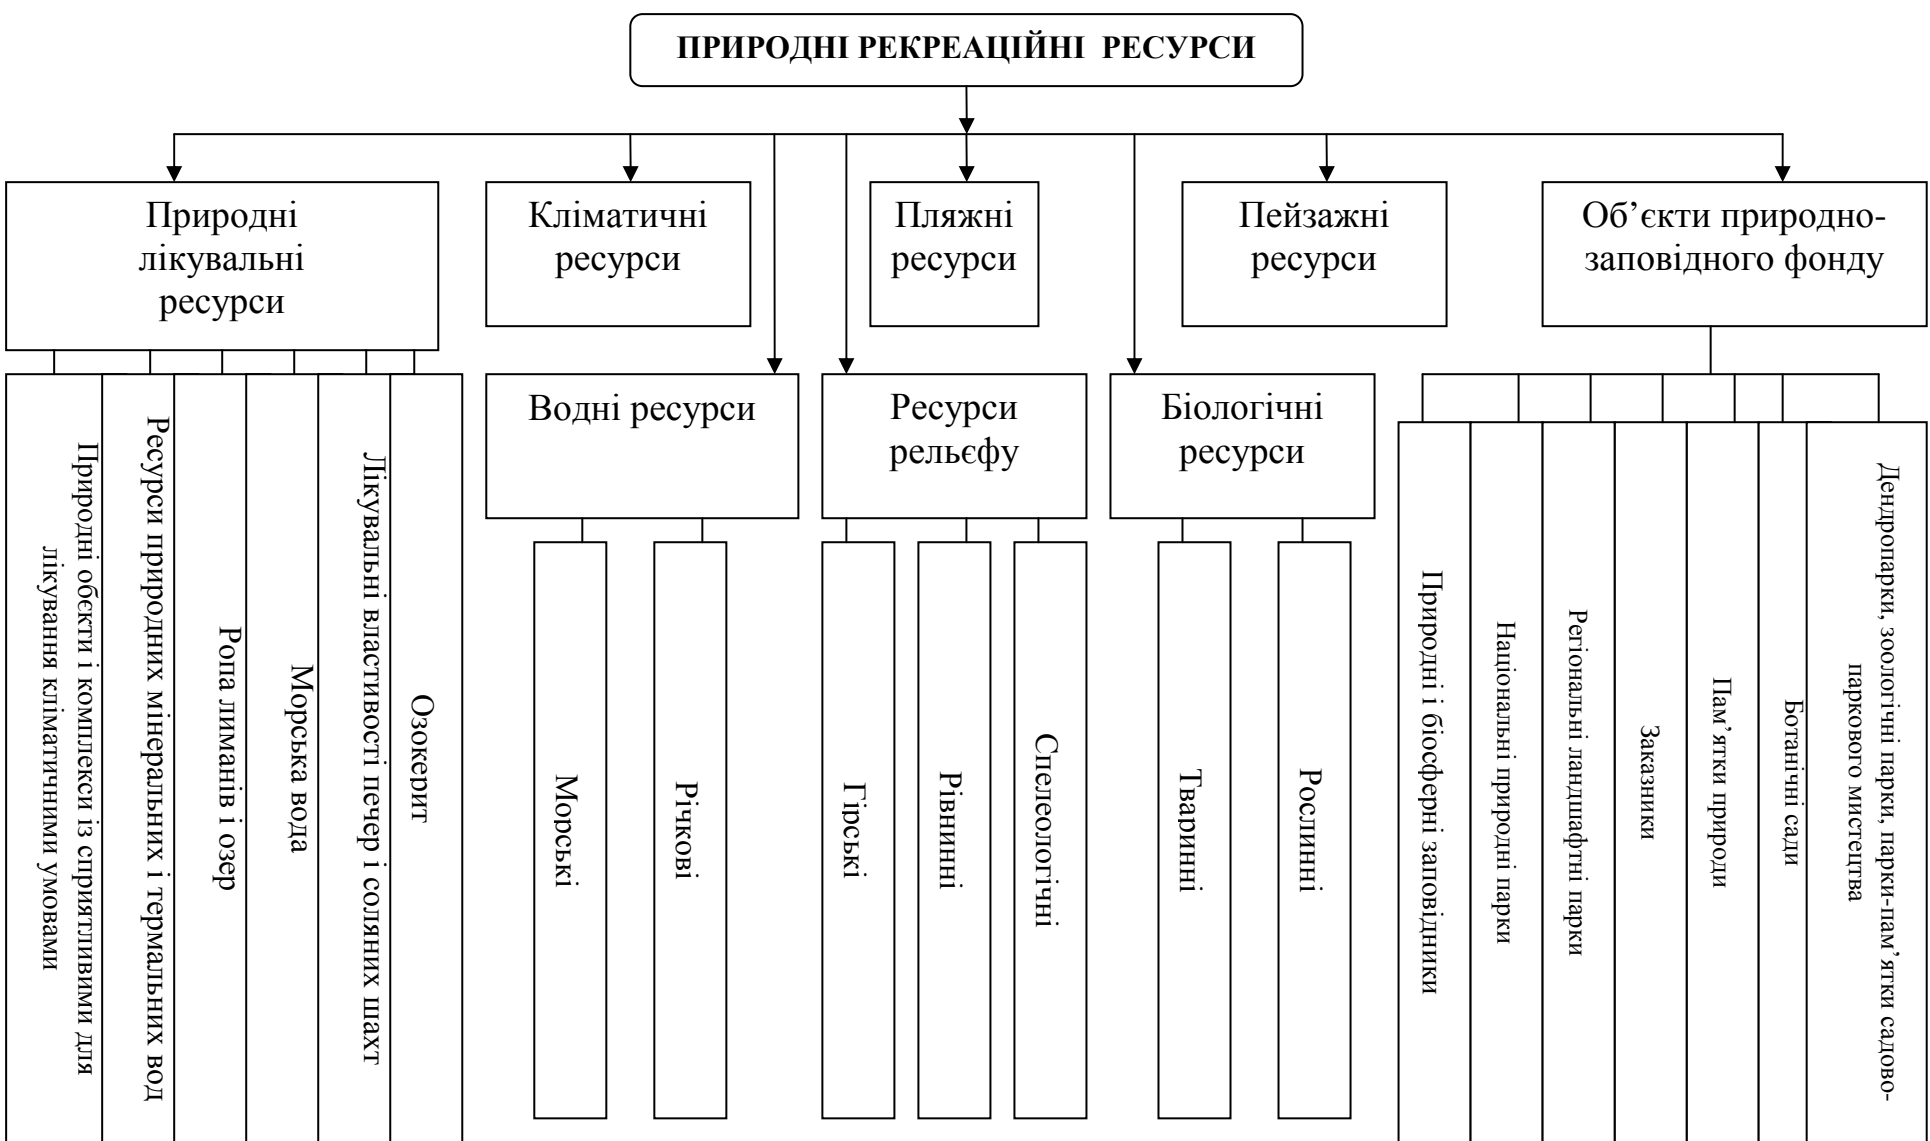 ПРИРОДНІ РЕКРЕАЦІЙНІ РЕСУРСИ
Природні
лікувальні
ресурси
Кліматичні
ресурси
Пляжні
ресурси
Пейзажні
ресурси
Об’єкти природно-
заповідного фонду
Водні ресурси
Ресурси
рельєфу
Біологічні
ресурси
Природні обєкти і комплекси із сприятливими для
лікування кліматичними умовами
Ресурси природних мінеральних і термальних вод
Ропа лиманів і озер
Морська вода
Лікувальні властивості печер і соляних шахт
Озокерит
Морські
Річкові
Гірські
Рівнинні
Спелеологічні
Тваринні
Рослинні
Природні і біосферні заповідники
Національні природні парки
Регіональні ландшафтні парки
Заказники
Пам’ятки природи
Ботанічні сади
Дендропарки, зоологічні парки, парки-пам’ятки садово-
паркового мистецтва